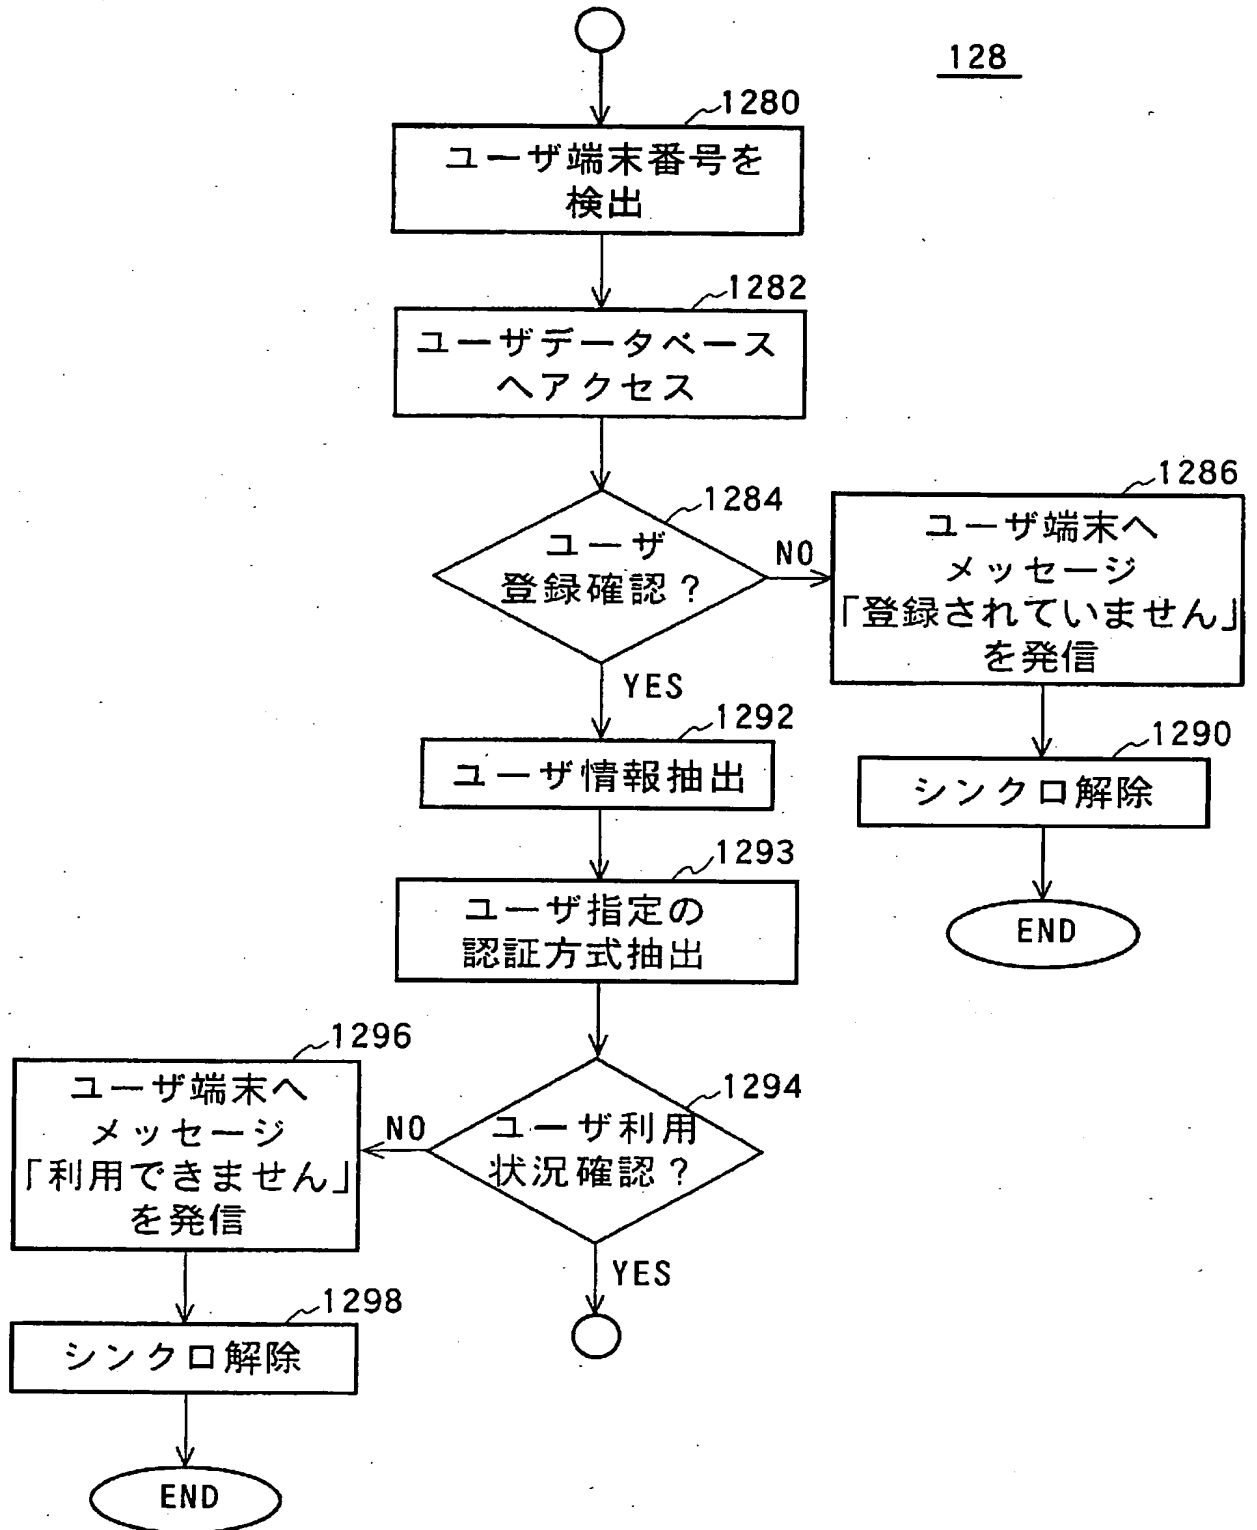 128
1280
ユーザ端末番号を
検出
1282
ユーザデータベース
へアクセス
1284
ユーザ
登録確認？
NO
1286
ユーザ端末へ
メッセージ
「登録されていません」
を発信
YES
1290
シンクロ解除
END
1292
ユーザ情報抽出
1293
ユーザ指定の
認証方式抽出
1294
ユーザ利用
状況確認？
NO
1296
ユーザ端末へ
メッセージ
「利用できません」
を発信
YES
1298
シンクロ解除
END